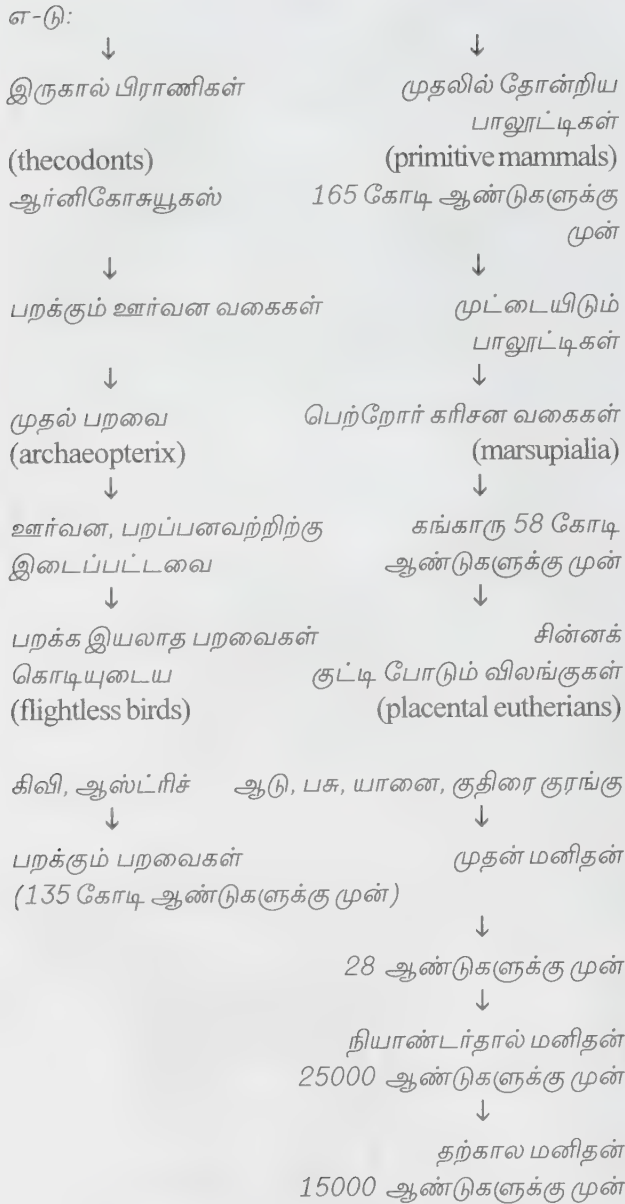 எ-டு:
↓ ↓
இருகால் பிராணிகள் முதலில் தோன்றிய
பாலூட்டிகள்
(thecodonts) (primitive mammals)
ஆர்னிகோசுயூகஸ் 165 கோடி ஆண்டுகளுக்கு
முன்
↓ ↓
பறக்கும் ஊர்வன வகைகள் முட்டையிடும்
பாலூட்டிகள்
↓ ↓
முதல் பறவை பெற்றோர் கரிசன வகைகள்
(archaeopterix) (marsupialia)
↓ ↓
ஊர்வன, பறப்பனவற்றிற்கு கங்காரு 58 கோடி
இடைப்பட்டவை ஆண்டுகளுக்கு முன்
↓ ↓
பறக்க இயலாத பறவைகள் சின்னக்
கொடியுடைய குட்டி போடும் விலங்குகள்
(flightless birds) (placental eutherians)
கிவி, ஆஸ்ட்ரிச் ஆடு, பசு, யானை, குதிரை குரங்கு
↓ ↓
பறக்கும் பறவைகள் முதன் மனிதன்
(135 கோடி ஆண்டுகளுக்கு முன்)
↓
28 ஆண்டுகளுக்கு முன்
↓
நியாண்டர்தால் மனிதன்
25000 ஆண்டுகளுக்கு முன்
↓
தற்கால மனிதன்
15000 ஆண்டுகளுக்கு முன்